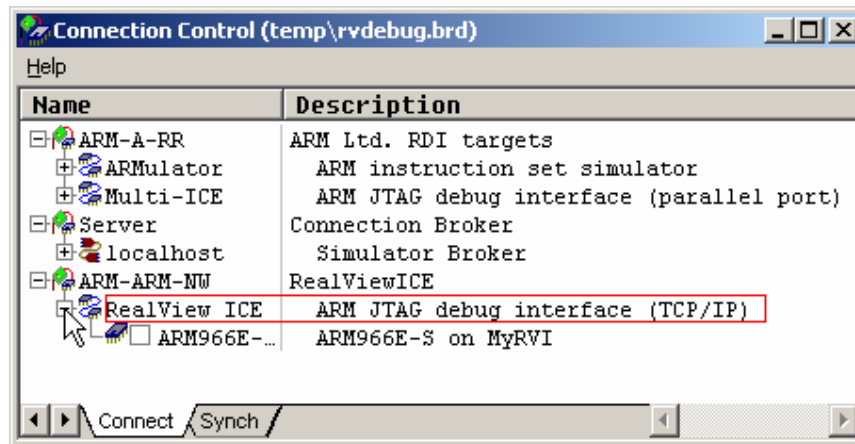 Connection Control (temp\rvdebug.brd)
Help
Name Description
ARM-A-RR ARM Ltd. RDI targets
ARMulator ARM instruction set simulator
Multi-ICE ARM JTAG debug interface (parallel port)
Server Connection Broker
localhost Simulator Broker
ARM-ARM-NW RealViewICE
RealView ICE ARM JTAG debug interface (TCP/IP)
ARM966E-… ARM966E-S on MyRVI
Connect Synch